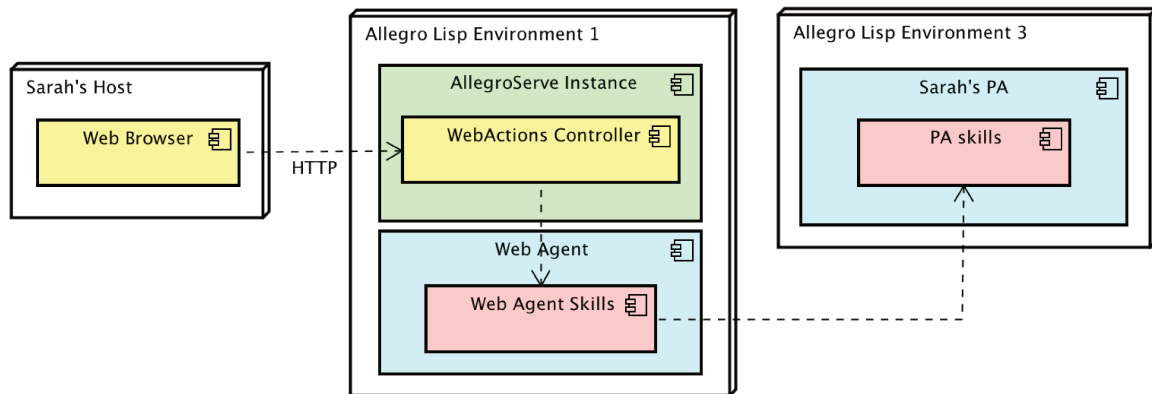 Sarah's Host
Web Browser
HTTP
Allegro Lisp Environment 1
AllegroServe Instance
WebActions Controller
Web Agent
Web Agent Skills
Allegro Lisp Environment 3
Sarah's PA
PA skills